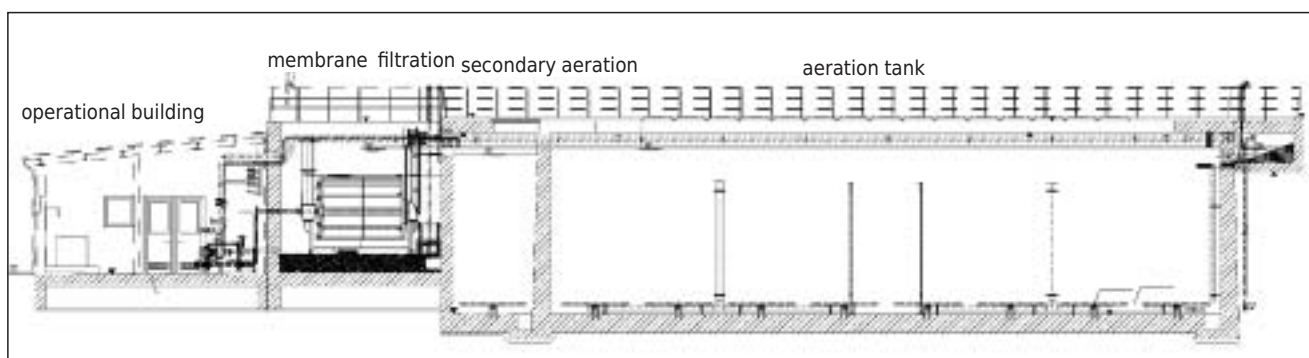 membrane filtration
secondary aeration
aeration tank
operational building